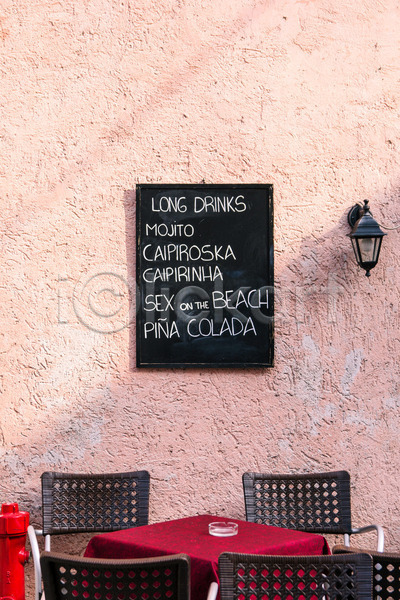 LONG DRINKS
MOJITO
CAIPIROSKA
CAIPIRINHA
SEX ON THE BEACH
PIÑA COLADA